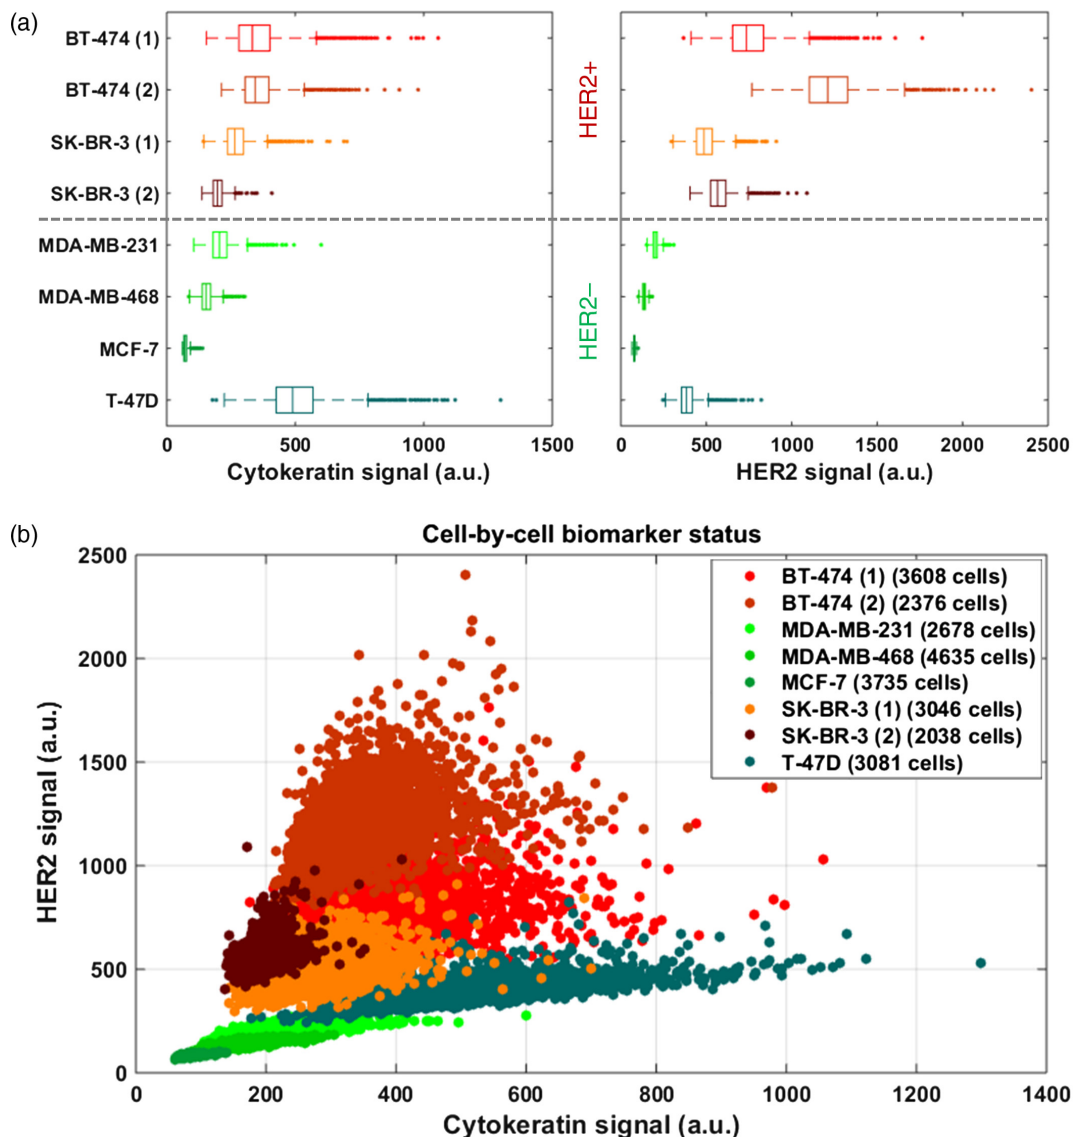 (a)
BT-474 (1)
BT-474 (2)
SK-BR-3 (1)
SK-BR-3 (2)
MDA-MB-231
MDA-MB-468
MCF-7
T-47D
0 500 1000 1500
Cytokeratin signal (a.u.)
HER2+
HER2–
0 500 1000 1500 2000 2500
HER2 signal (a.u.)
(b)
Cell-by-cell biomarker status
2500
2000
1500
1000
500
0
HER2 signal (a.u.)
BT-474 (1) (3608 cells)
BT-474 (2) (2376 cells)
MDA-MB-231 (2678 cells)
MDA-MB-468 (4635 cells)
MCF-7 (3735 cells)
SK-BR-3 (1) (3046 cells)
SK-BR-3 (2) (2038 cells)
T-47D (3081 cells)
0 200 400 600 800 1000 1200 1400
Cytokeratin signal (a.u.)